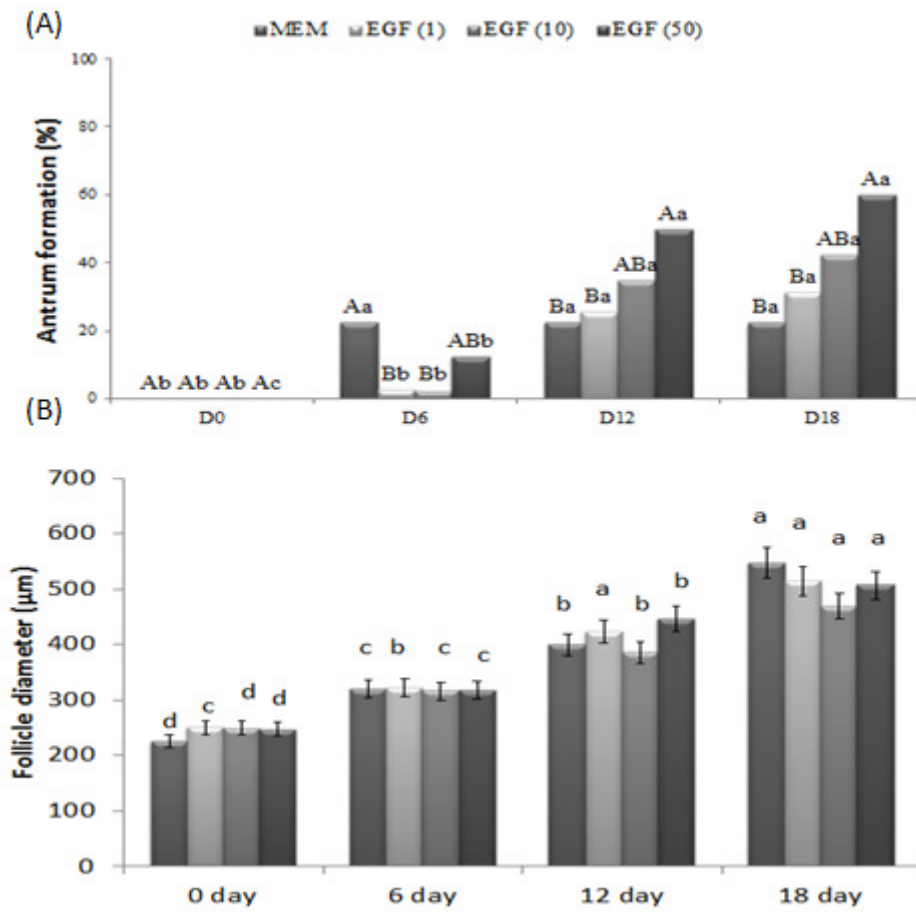 (A)
MEM EGF (1) EGF (10) EGF (50)
Antrum formation (%)
100
80
60
40
20
0
Ab Ab Ab Ac
Aa Bb Bb ABb
Ba Ba ABa Aa
Ba Ba ABa Aa
D0 D6 D12 D18
(B)
Follicle diameter (µm)
700
600
500
400
300
200
100
0
d c d d
c b c c
b a b b
a a a a
0 day 6 day 12 day 18 day